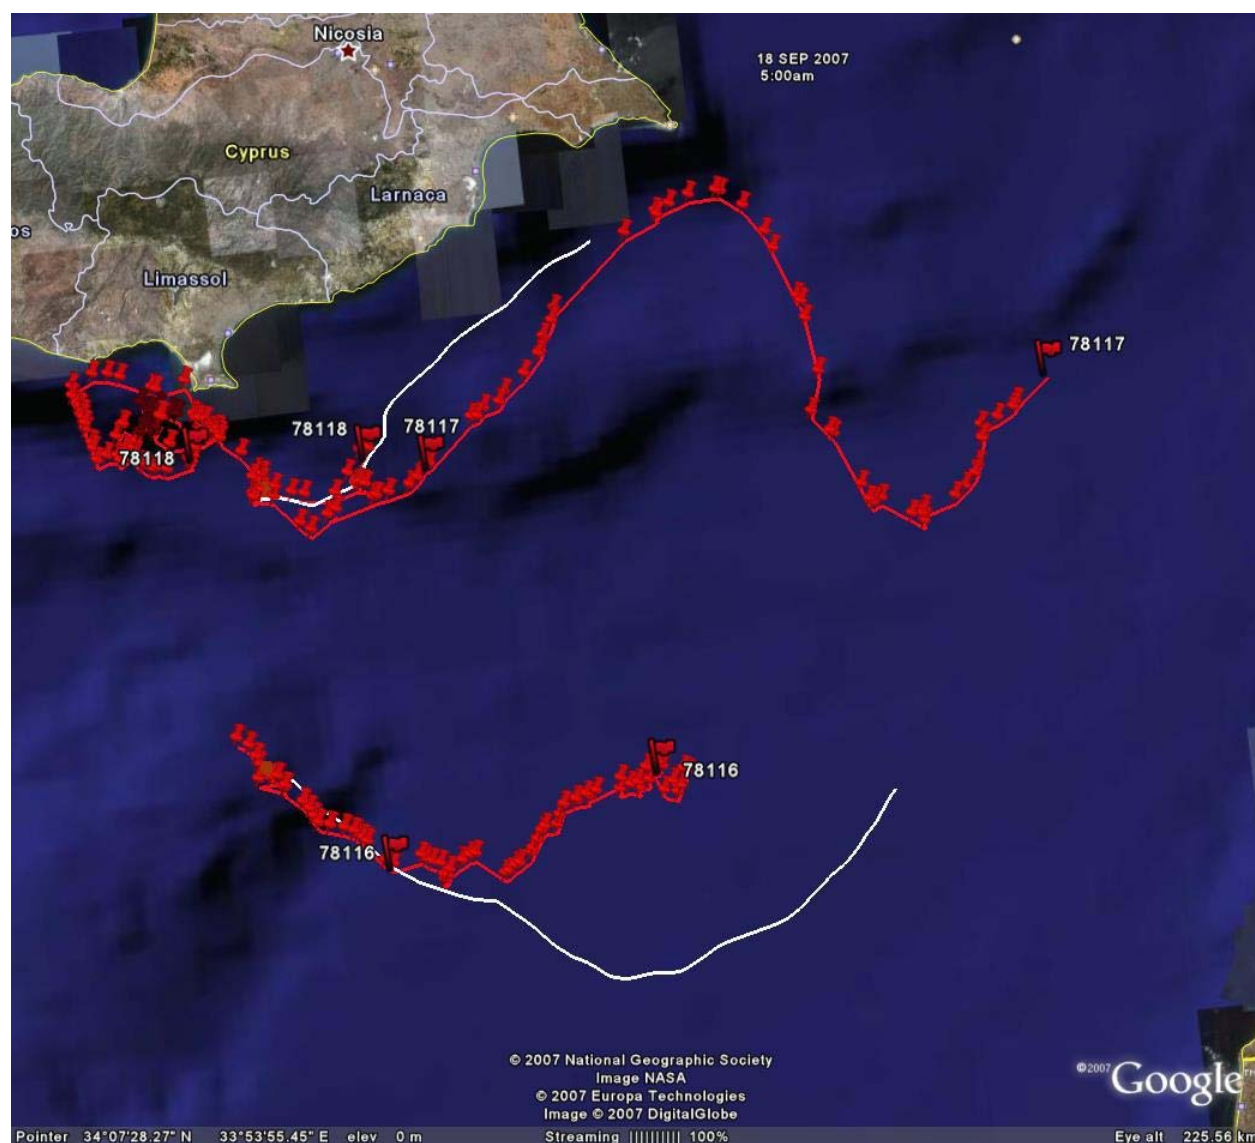 Nicosia
18 SEP 2007
5:00am
Cyprus
Larnaca
os
Limassol
78117
78118
78117
78118
78116
78116
© 2007 National Geographic Society
Image NASA
© 2007 Europa Technologies
Image © 2007 DigitalGlobe
©2007 Google
Pointer 34°07'28.27" N 33°53'55.45" E elev 0 m Streaming |||||||||| 100% Eye alt 225.56 km